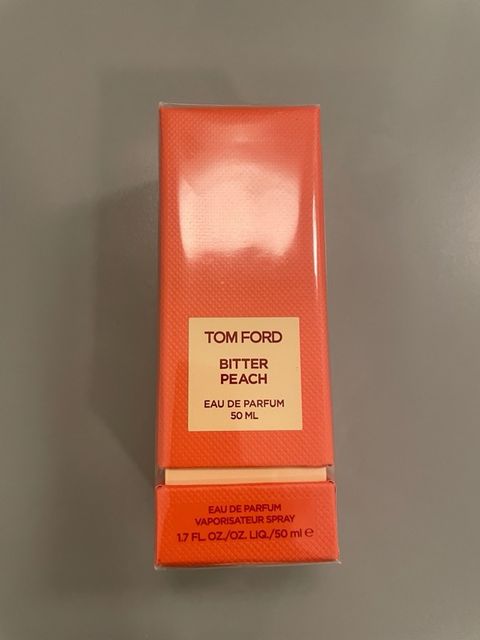 TOM FORD
BITTER
PEACH
EAU DE PARFUM
50 ML
EAU DE PARFUM
VAPORISATEUR SPRAY
1.7 FL. OZ./OZ. LIQ./50 ml ℮